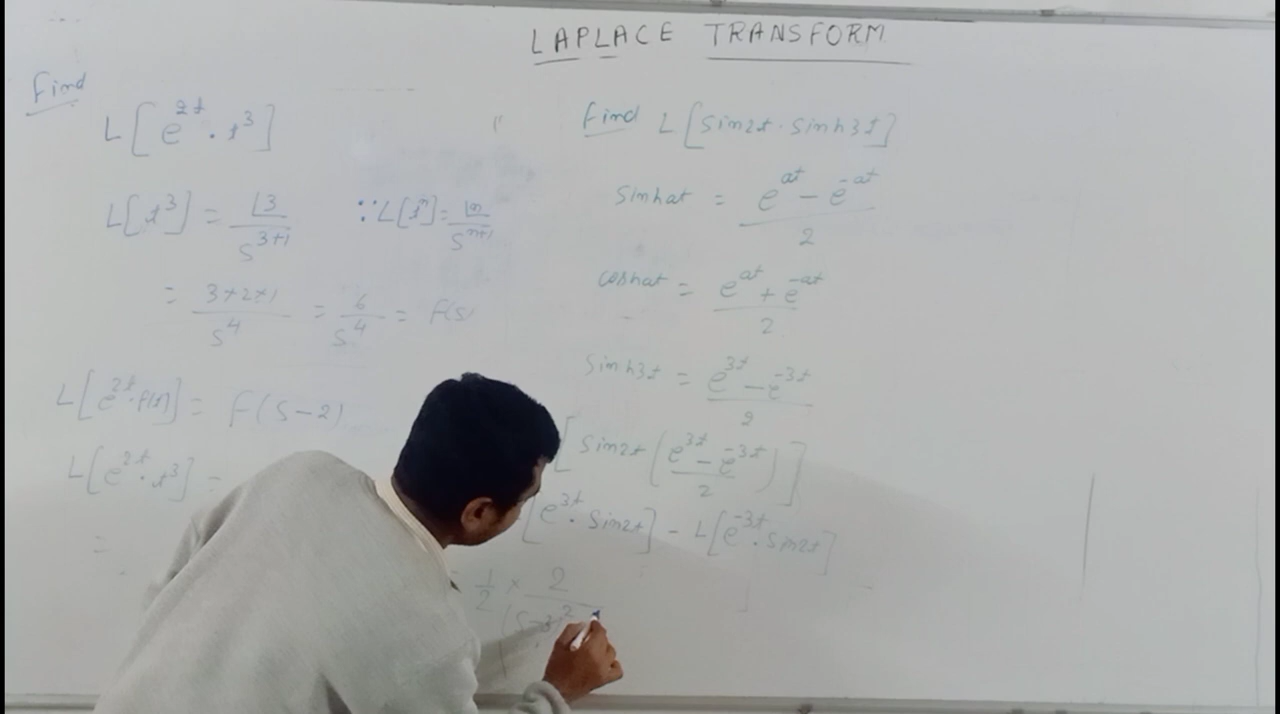 LAPLACE TRANSFORM
Find
L[e^{2t} . t^3]
L[t^3] = ⌊3 / s^{3+1} ∵ L[t^n] = ⌊n / s^{n+1}
= 3×2×1 / s^4 = 6 / s^4 = F(s)
L[e^{2t} . f(t)] = F(s-2)
L[e^{2t} . t^3] =
=
Find L[sin2t . sinh3t]
sinhat = e^{at} - e^{-at} / 2
coshat = e^{at} + e^{-at} / 2
sinh3t = e^{3t} - e^{-3t} / 2
[sin2t (e^{3t} - e^{-3t} / 2)]
[e^{3t} . sin2t] - L[e^{-3t} . sin2t]
1/2 × 2 / (s-3)^2